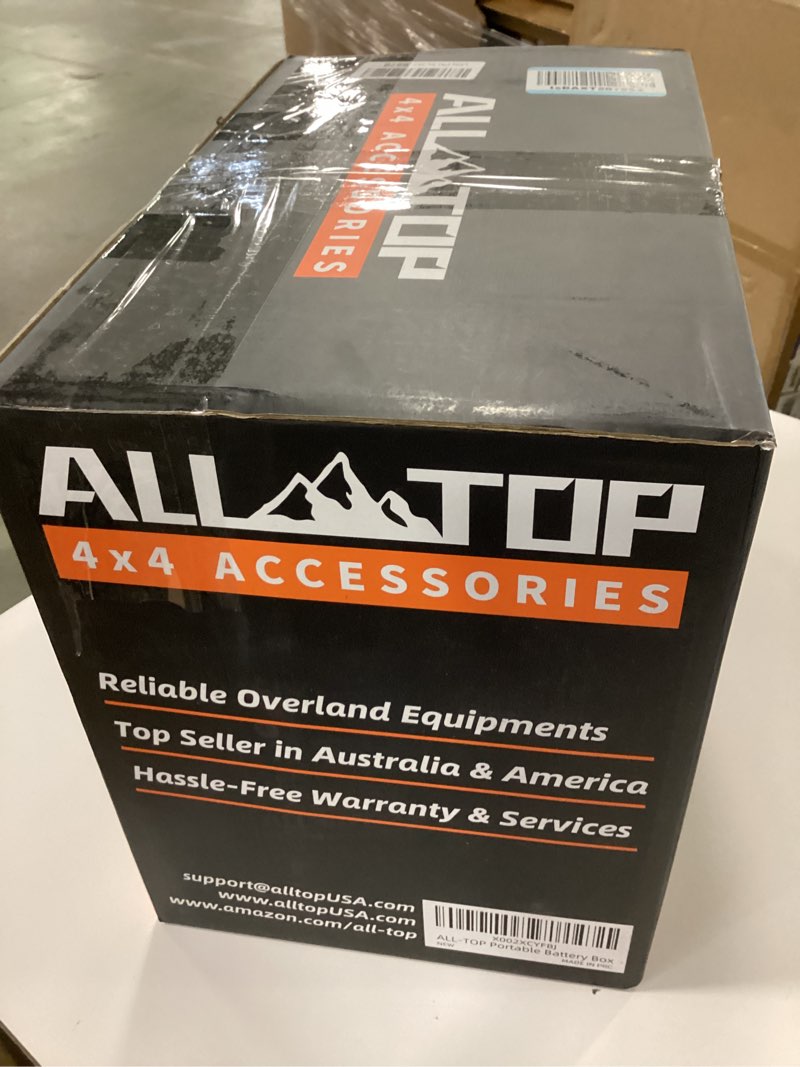 ALL TOP
4x4 ACCESSORIES
ALL TOP
4x4 ACCESSORIES
Reliable Overland Equipments
Top Seller in Australia & America
Hassle-Free Warranty & Services
support@alltopUSA.com
www.alltopUSA.com
www.amazon.com/all-top
X002XCYFBJ
ALL-TOP Portable Battery Box
NEW
MADE IN PRC